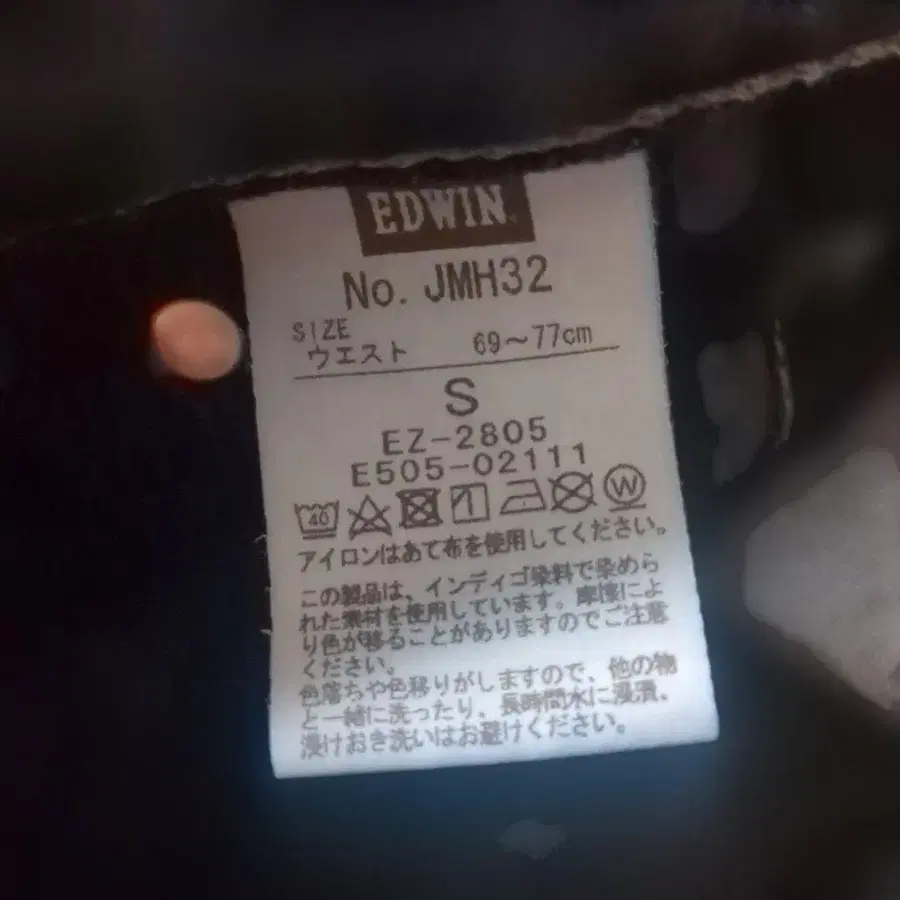 EDWIN
No. JMH32
SIZE
ウエスト 69～77cm
S
EZ-2805
E505-02111
40 W
アイロンはあて布を使用してください。
この製品は、インディゴ染料で染めら
れた素材を使用しています。摩擦によ
り色が移ることがありますのでご注意
ください。
色落ちや色移りがしますので、他の物
と一緒に洗ったり、長時間水に浸漬、
浸けおき洗いはお避けください。